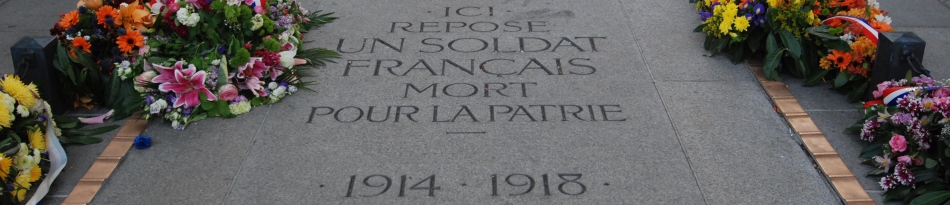 · ICI ·
REPOSE
UN SOLDAT
FRANÇAIS
MORT
POUR LA PATRIE
· 1914 · 1918 ·